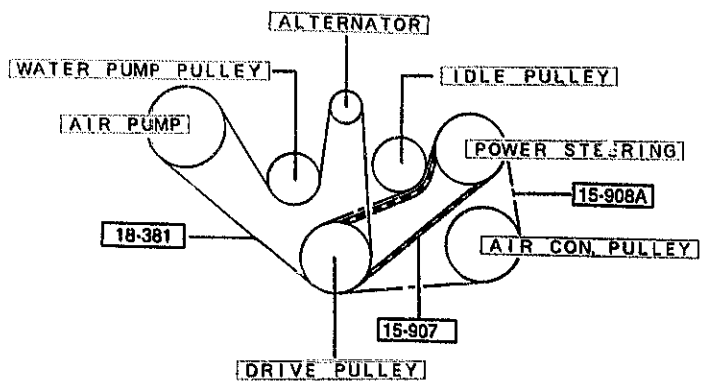 ALTERNATOR
WATER PUMP PULLEY
IDLE PULLEY
AIR PUMP
POWER STEERING
15-908A
18-381
AIR CON. PULLEY
15-907
DRIVE PULLEY